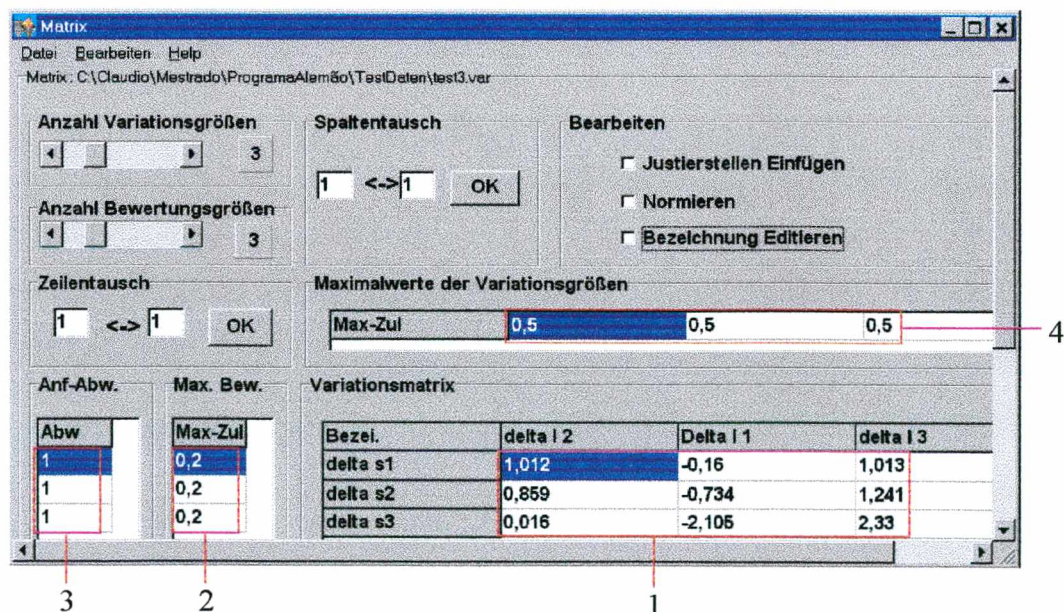 Matrix
Datei Bearbeiten Help
Matrix : C:\Claudio\Mestrado\ProgramaAlemão\TestDaten\test3.var
Anzahl Variationsgrößen
3
Anzahl Bewertungsgrößen
3
Spaltentausch
1 <-> 1 OK
Bearbeiten
Justierstellen Einfügen
Normieren
Bezeichnung Editieren
Zeilentausch
1 <-> 1 OK
Maximalwerte der Variationsgrößen
Max-Zul 0,5 0,5 0,5
4
Anf-Abw.
Abw
1
1
1
Max. Bew.
Max-Zul
0,2
0,2
0,2
Variationsmatrix
Bezei. delta l 2 Delta l 1 delta l 3
delta s1 1,012 -0,16 1,013
delta s2 0,859 -0,734 1,241
delta s3 0,016 -2,105 2,33
3 2 1